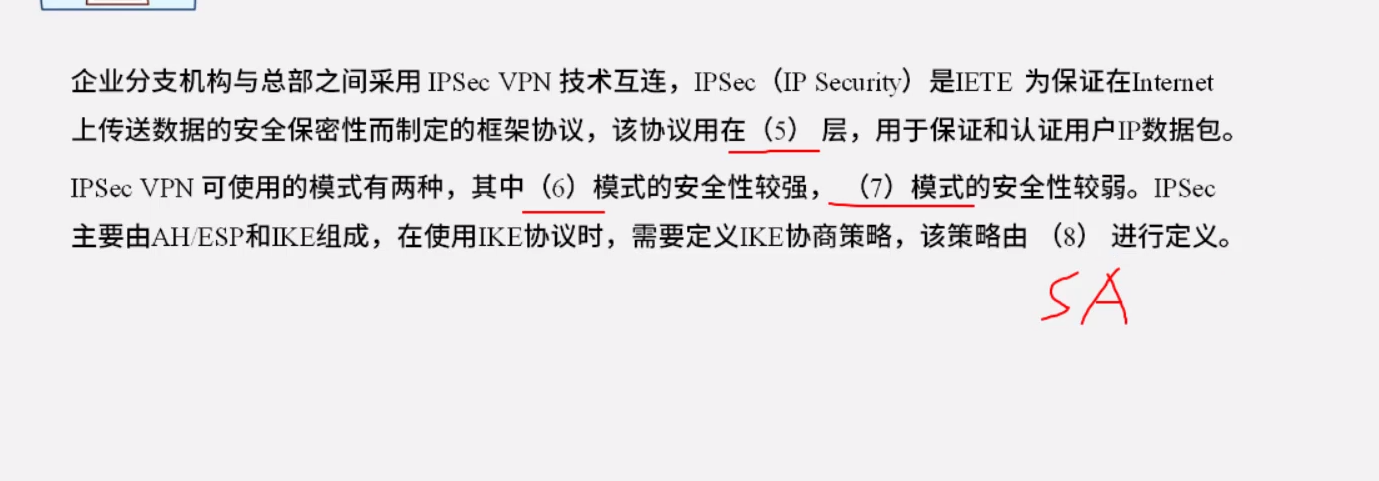 企业分支机构与总部之间采用 IPSec VPN 技术互连，IPSec（IP Security）是IETE 为保证在Internet
上传送数据的安全保密性而制定的框架协议，该协议用在（5）层，用于保证和认证用户IP数据包。
IPSec VPN 可使用的模式有两种，其中（6）模式的安全性较强，（7）模式的安全性较弱。IPSec
主要由AH/ESP和IKE组成，在使用IKE协议时，需要定义IKE协商策略，该策略由（8）进行定义。
SA